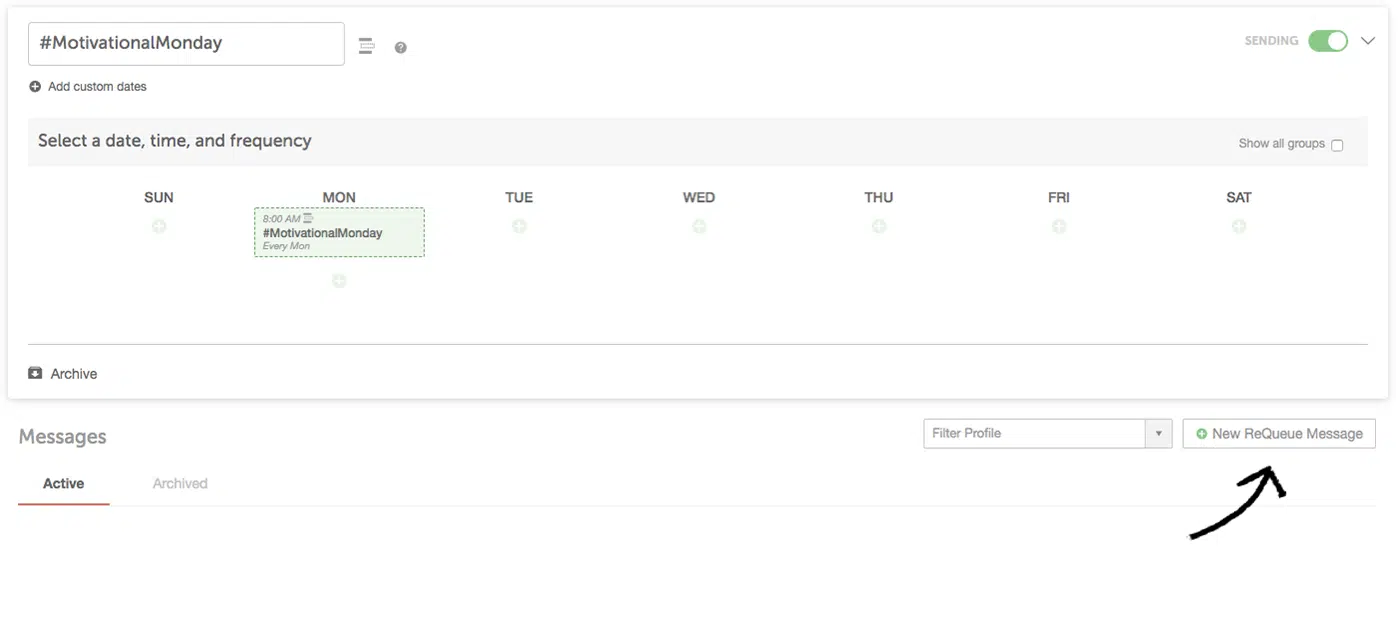 #MotivationalMonday
SENDING
Add custom dates
Select a date, time, and frequency
Show all groups
SUN MON TUE WED THU FRI SAT
8:00 AM
#MotivationalMonday
Every Mon
Archive
Messages
Filter Profile
New ReQueue Message
Active Archived